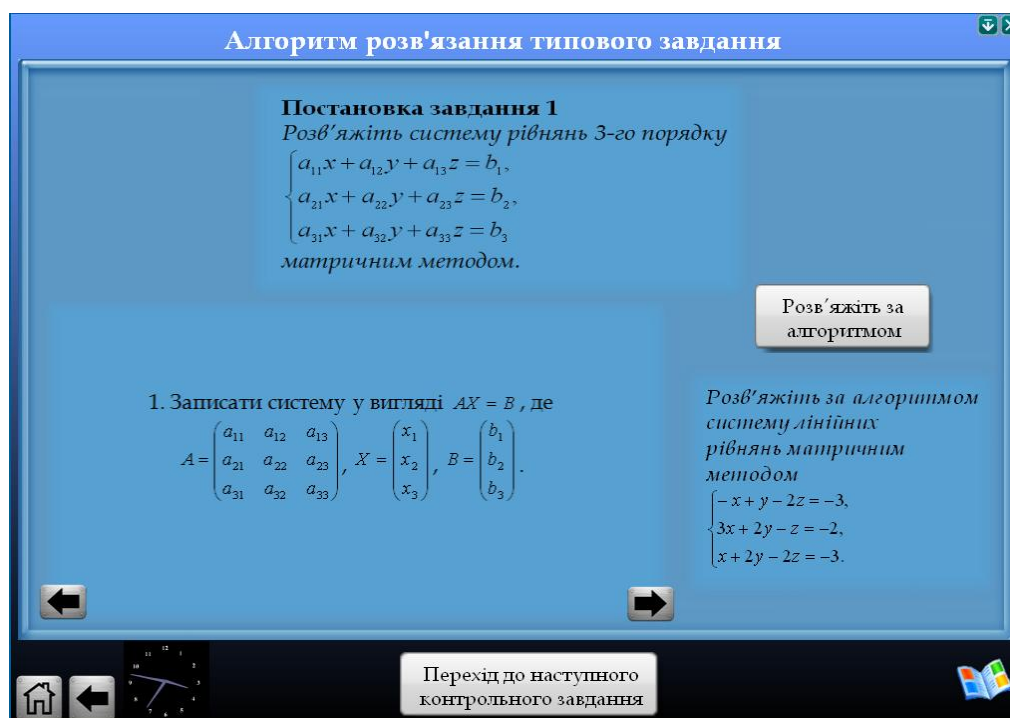 Алгоритм розв'язання типового завдання
Постановка завдання 1
Розв’яжіть систему рівнянь 3-го порядку
a₁₁x + a₁₂y + a₁₃z = b₁,
a₂₁x + a₂₂y + a₂₃z = b₂,
a₃₁x + a₃₂y + a₃₃z = b₃
матричним методом.
Розв′яжіть за
алгоритмом
1. Записати систему у вигляді AX = B , де
A = (a₁₁ a₁₂ a₁₃; a₂₁ a₂₂ a₂₃; a₃₁ a₃₂ a₃₃), X = (x₁; x₂; x₃), B = (b₁; b₂; b₃).
Розв'яжіть за алгоритмом
систему лінійних
рівнянь матричним
методом
−x + y − 2z = −3,
3x + 2y − z = −2,
x + 2y − 2z = −3.
Перехід до наступного
контрольного завдання